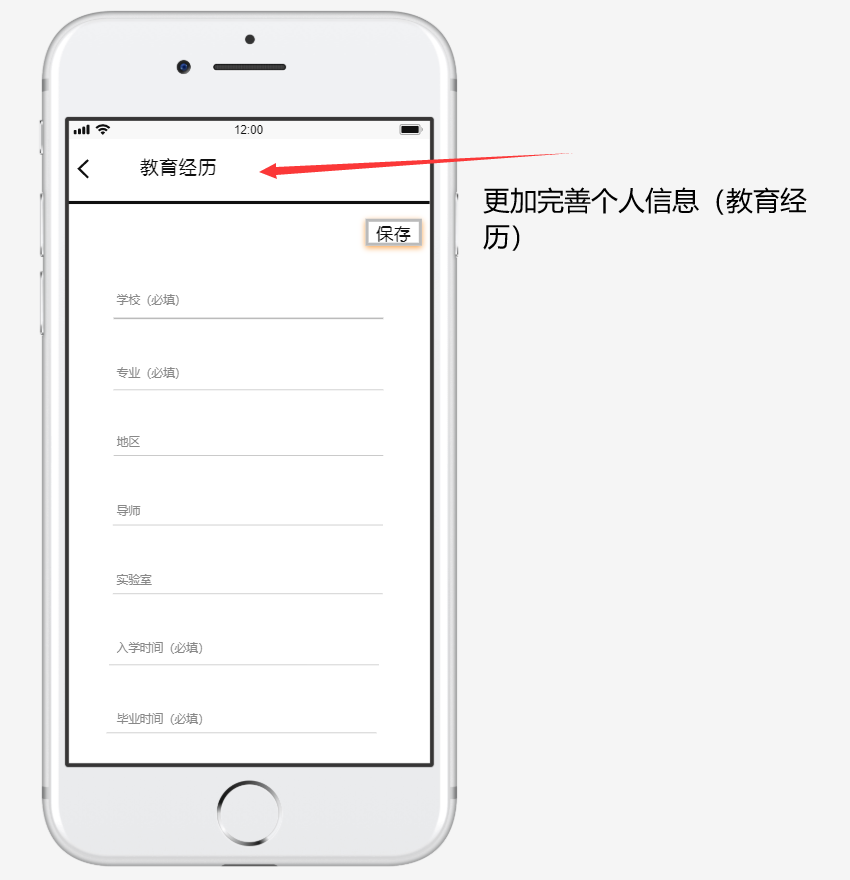 12:00
教育经历
更加完善个人信息（教育经
历）
保存
学校（必填）
专业（必填）
地区
导师
实验室
入学时间（必填）
毕业时间（必填）